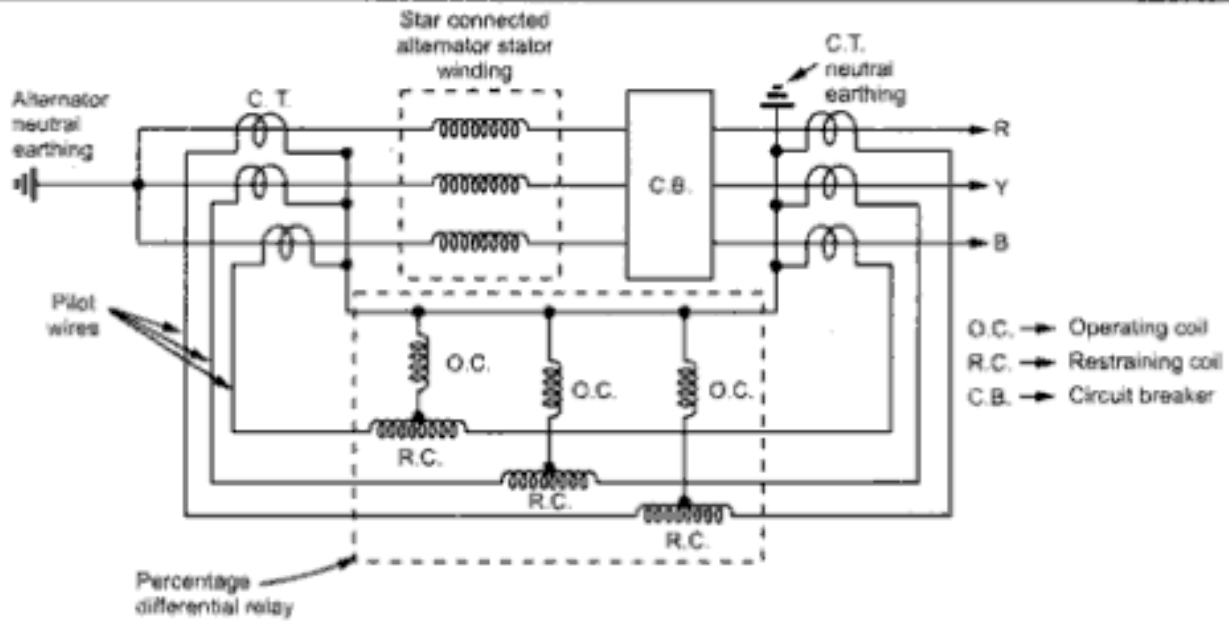 Star connected
alternator stator
winding
C.T.
neutral
earthing
Alternator
neutral
earthing
C. T.
R
Y
B
C.B.
Pilot
wires
O.C.
O.C.
O.C.
R.C.
R.C.
R.C.
O.C. → Operating coil
R.C. → Restraining coil
C.B. → Circuit breaker
Percentage
differential relay